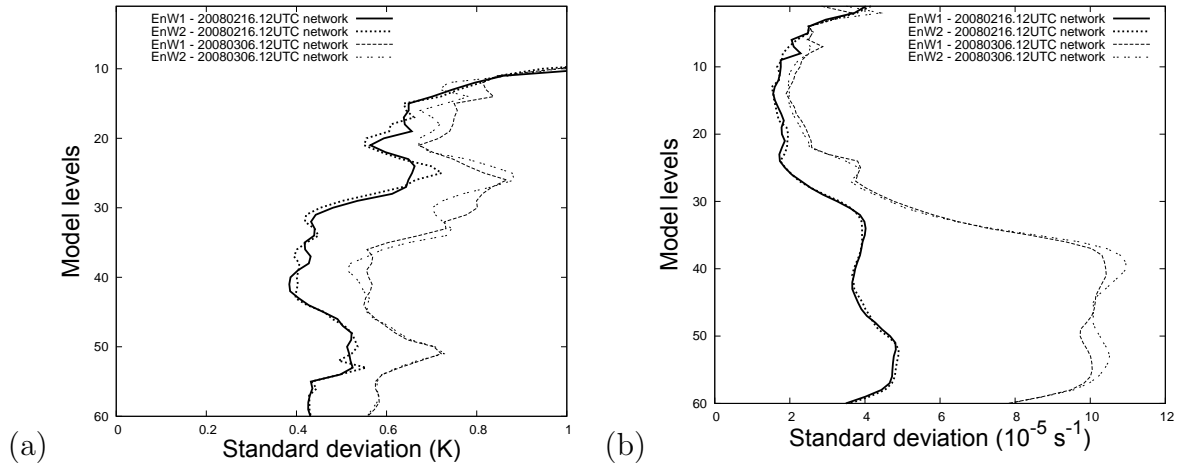 EnW1 - 20080216.12UTC network
EnW2 - 20080216.12UTC network
EnW1 - 20080306.12UTC network
EnW2 - 20080306.12UTC network
10
20
30
40
50
60
Model levels
0 0.2 0.4 0.6 0.8 1
Standard deviation (K)
(a)
EnW1 - 20080216.12UTC network
EnW2 - 20080216.12UTC network
EnW1 - 20080306.12UTC network
EnW2 - 20080306.12UTC network
10
20
30
40
50
60
Model levels
0 2 4 6 8 10 12
Standard deviation (10⁻⁵ s⁻¹)
(b)